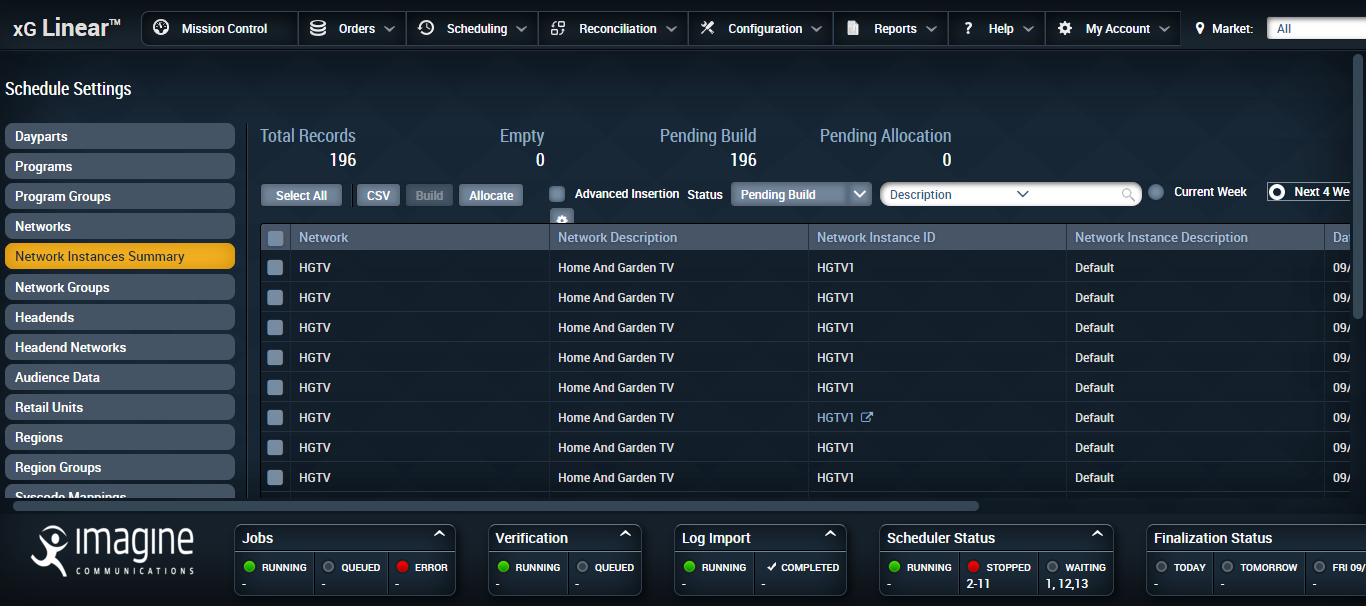 xG Linear™ Mission Control Orders Scheduling Reconciliation Configuration Reports ? Help My Account Market: All
Schedule Settings
Dayparts
Programs
Program Groups
Networks
Network Instances Summary
Network Groups
Headends
Headend Networks
Audience Data
Retail Units
Regions
Region Groups
Syscode Mappings
Total Records Empty Pending Build Pending Allocation
196 0 196 0
Select All CSV Build Allocate Advanced Insertion Status Pending Build Description Current Week Next 4 We
Network Network Description Network Instance ID Network Instance Description Dat
HGTV Home And Garden TV HGTV1 Default 09/
HGTV Home And Garden TV HGTV1 Default 09/
HGTV Home And Garden TV HGTV1 Default 09/
HGTV Home And Garden TV HGTV1 Default 09/
HGTV Home And Garden TV HGTV1 Default 09/
HGTV Home And Garden TV HGTV1 Default 09/
HGTV Home And Garden TV HGTV1 Default 09/
HGTV Home And Garden TV HGTV1 Default 09/
imagine
COMMUNICATIONS
Jobs
RUNNING QUEUED ERROR
- - -
Verification
RUNNING QUEUED
- -
Log Import
RUNNING COMPLETED
- -
Scheduler Status
RUNNING STOPPED WAITING
- 2-11 1, 12,13
Finalization Status
TODAY TOMORROW FRI 09/
- - -